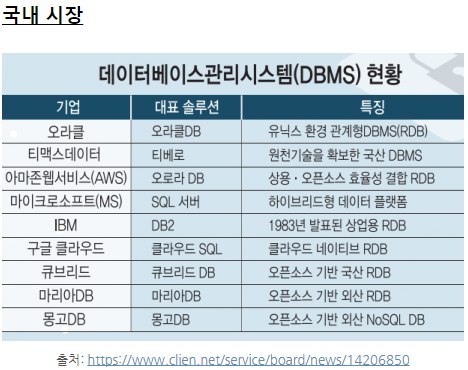 국내 시장
데이터베이스관리시스템(DBMS) 현황
기업 대표 솔루션 특징
오라클 오라클DB 유닉스 환경 관계형DBMS(RDB)
티맥스데이터 티베로 원천기술을 확보한 국산 DBMS
아마존웹서비스(AWS) 오로라 DB 상용·오픈소스 효율성 결합 RDB
마이크로소프트(MS) SQL 서버 하이브리드형 데이터 플랫폼
IBM DB2 1983년 발표된 상업용 RDB
구글 클라우드 클라우드 SQL 클라우드 네이티브 RDB
큐브리드 큐브리드 DB 오픈소스 기반 국산 RDB
마리아DB 마리아DB 오픈소스 기반 외산 RDB
몽고DB 몽고DB 오픈소스 기반 외산 NoSQL DB
출처: https://www.clien.net/service/board/news/14206850